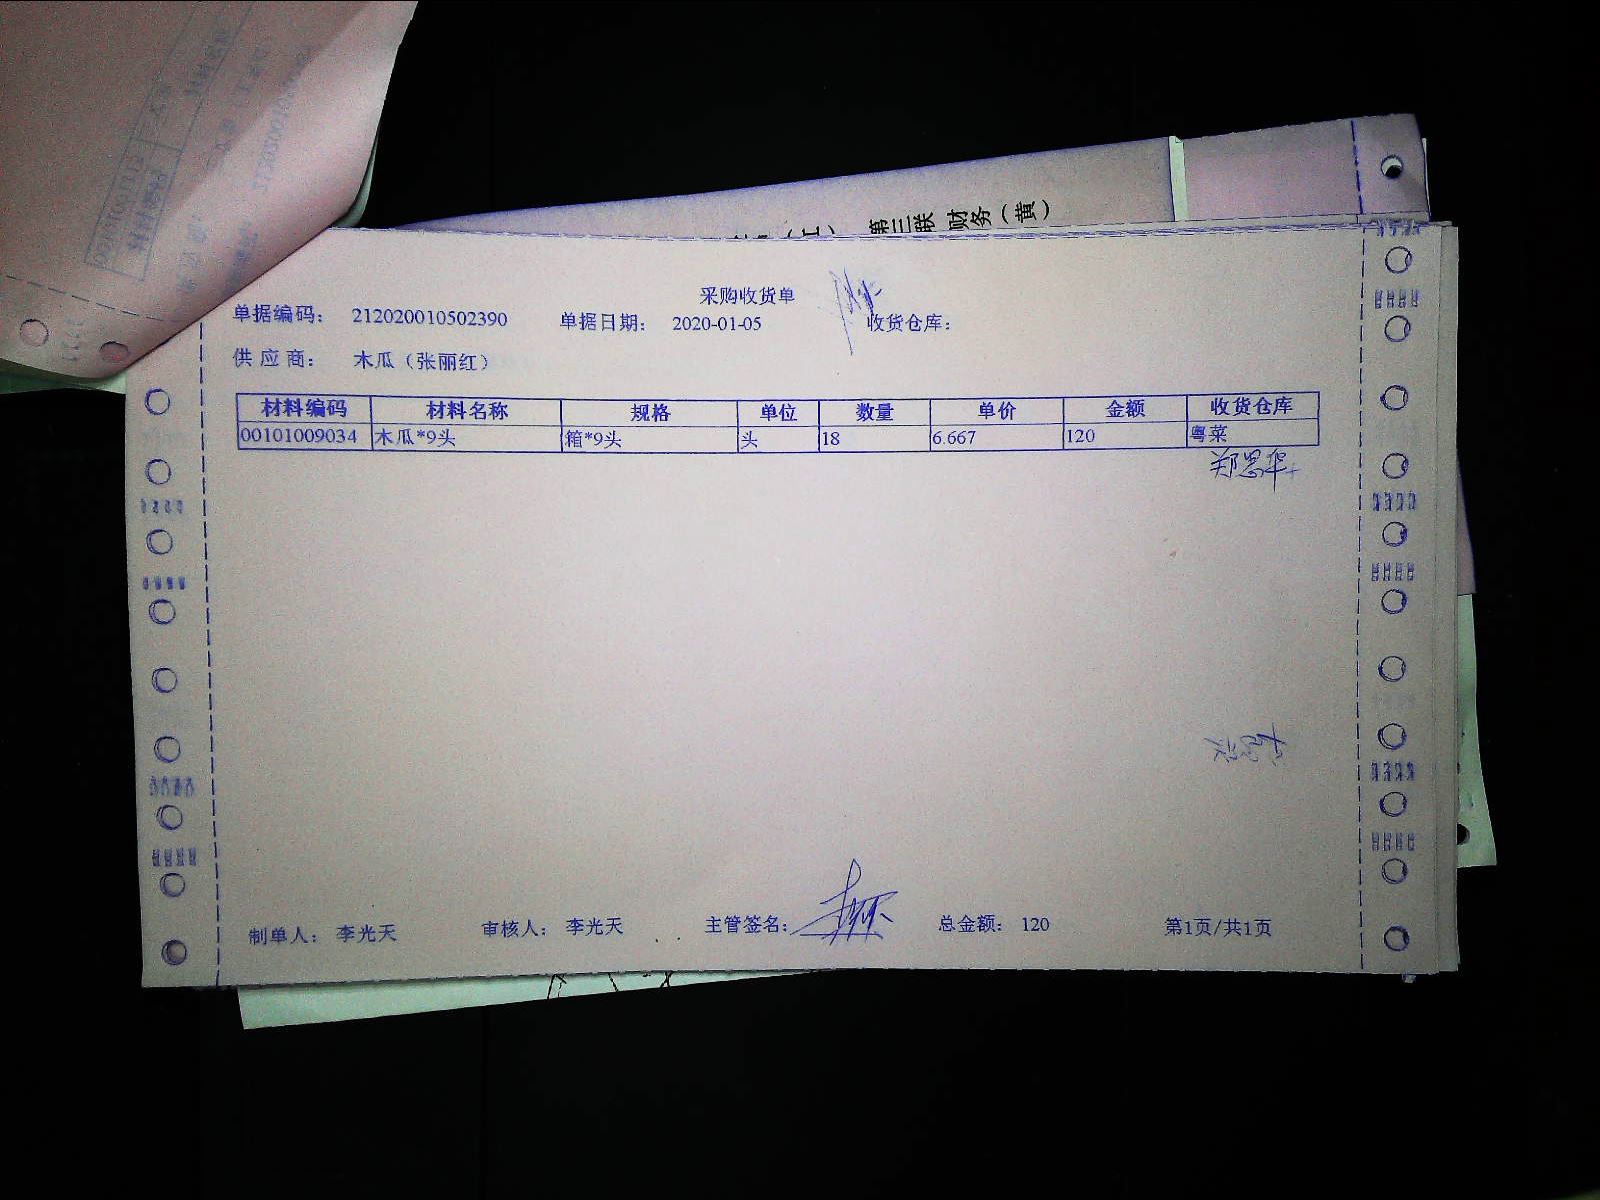 第三联 财务（黄）
采购收货单
单据编码： 212020010502390 单据日期： 2020-01-05 收货仓库：
供应商： 木瓜（张丽红）
材料编码 材料名称 规格 单位 数量 单价 金额 收货仓库
00101009034 木瓜*9头 箱*9头 头 18 6.667 120 粤菜
郑恩华
制单人： 李光天 审核人： 李光天 主管签名： 总金额： 120 第1页/共1页